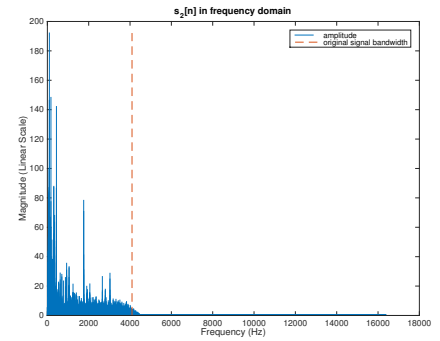 s2[n] in frequency domain
amplitude
original signal bandwidth
Magnitude (Linear Scale)
200
180
160
140
120
100
80
60
40
20
0
0 2000 4000 6000 8000 10000 12000 14000 16000 18000
Frequency (Hz)